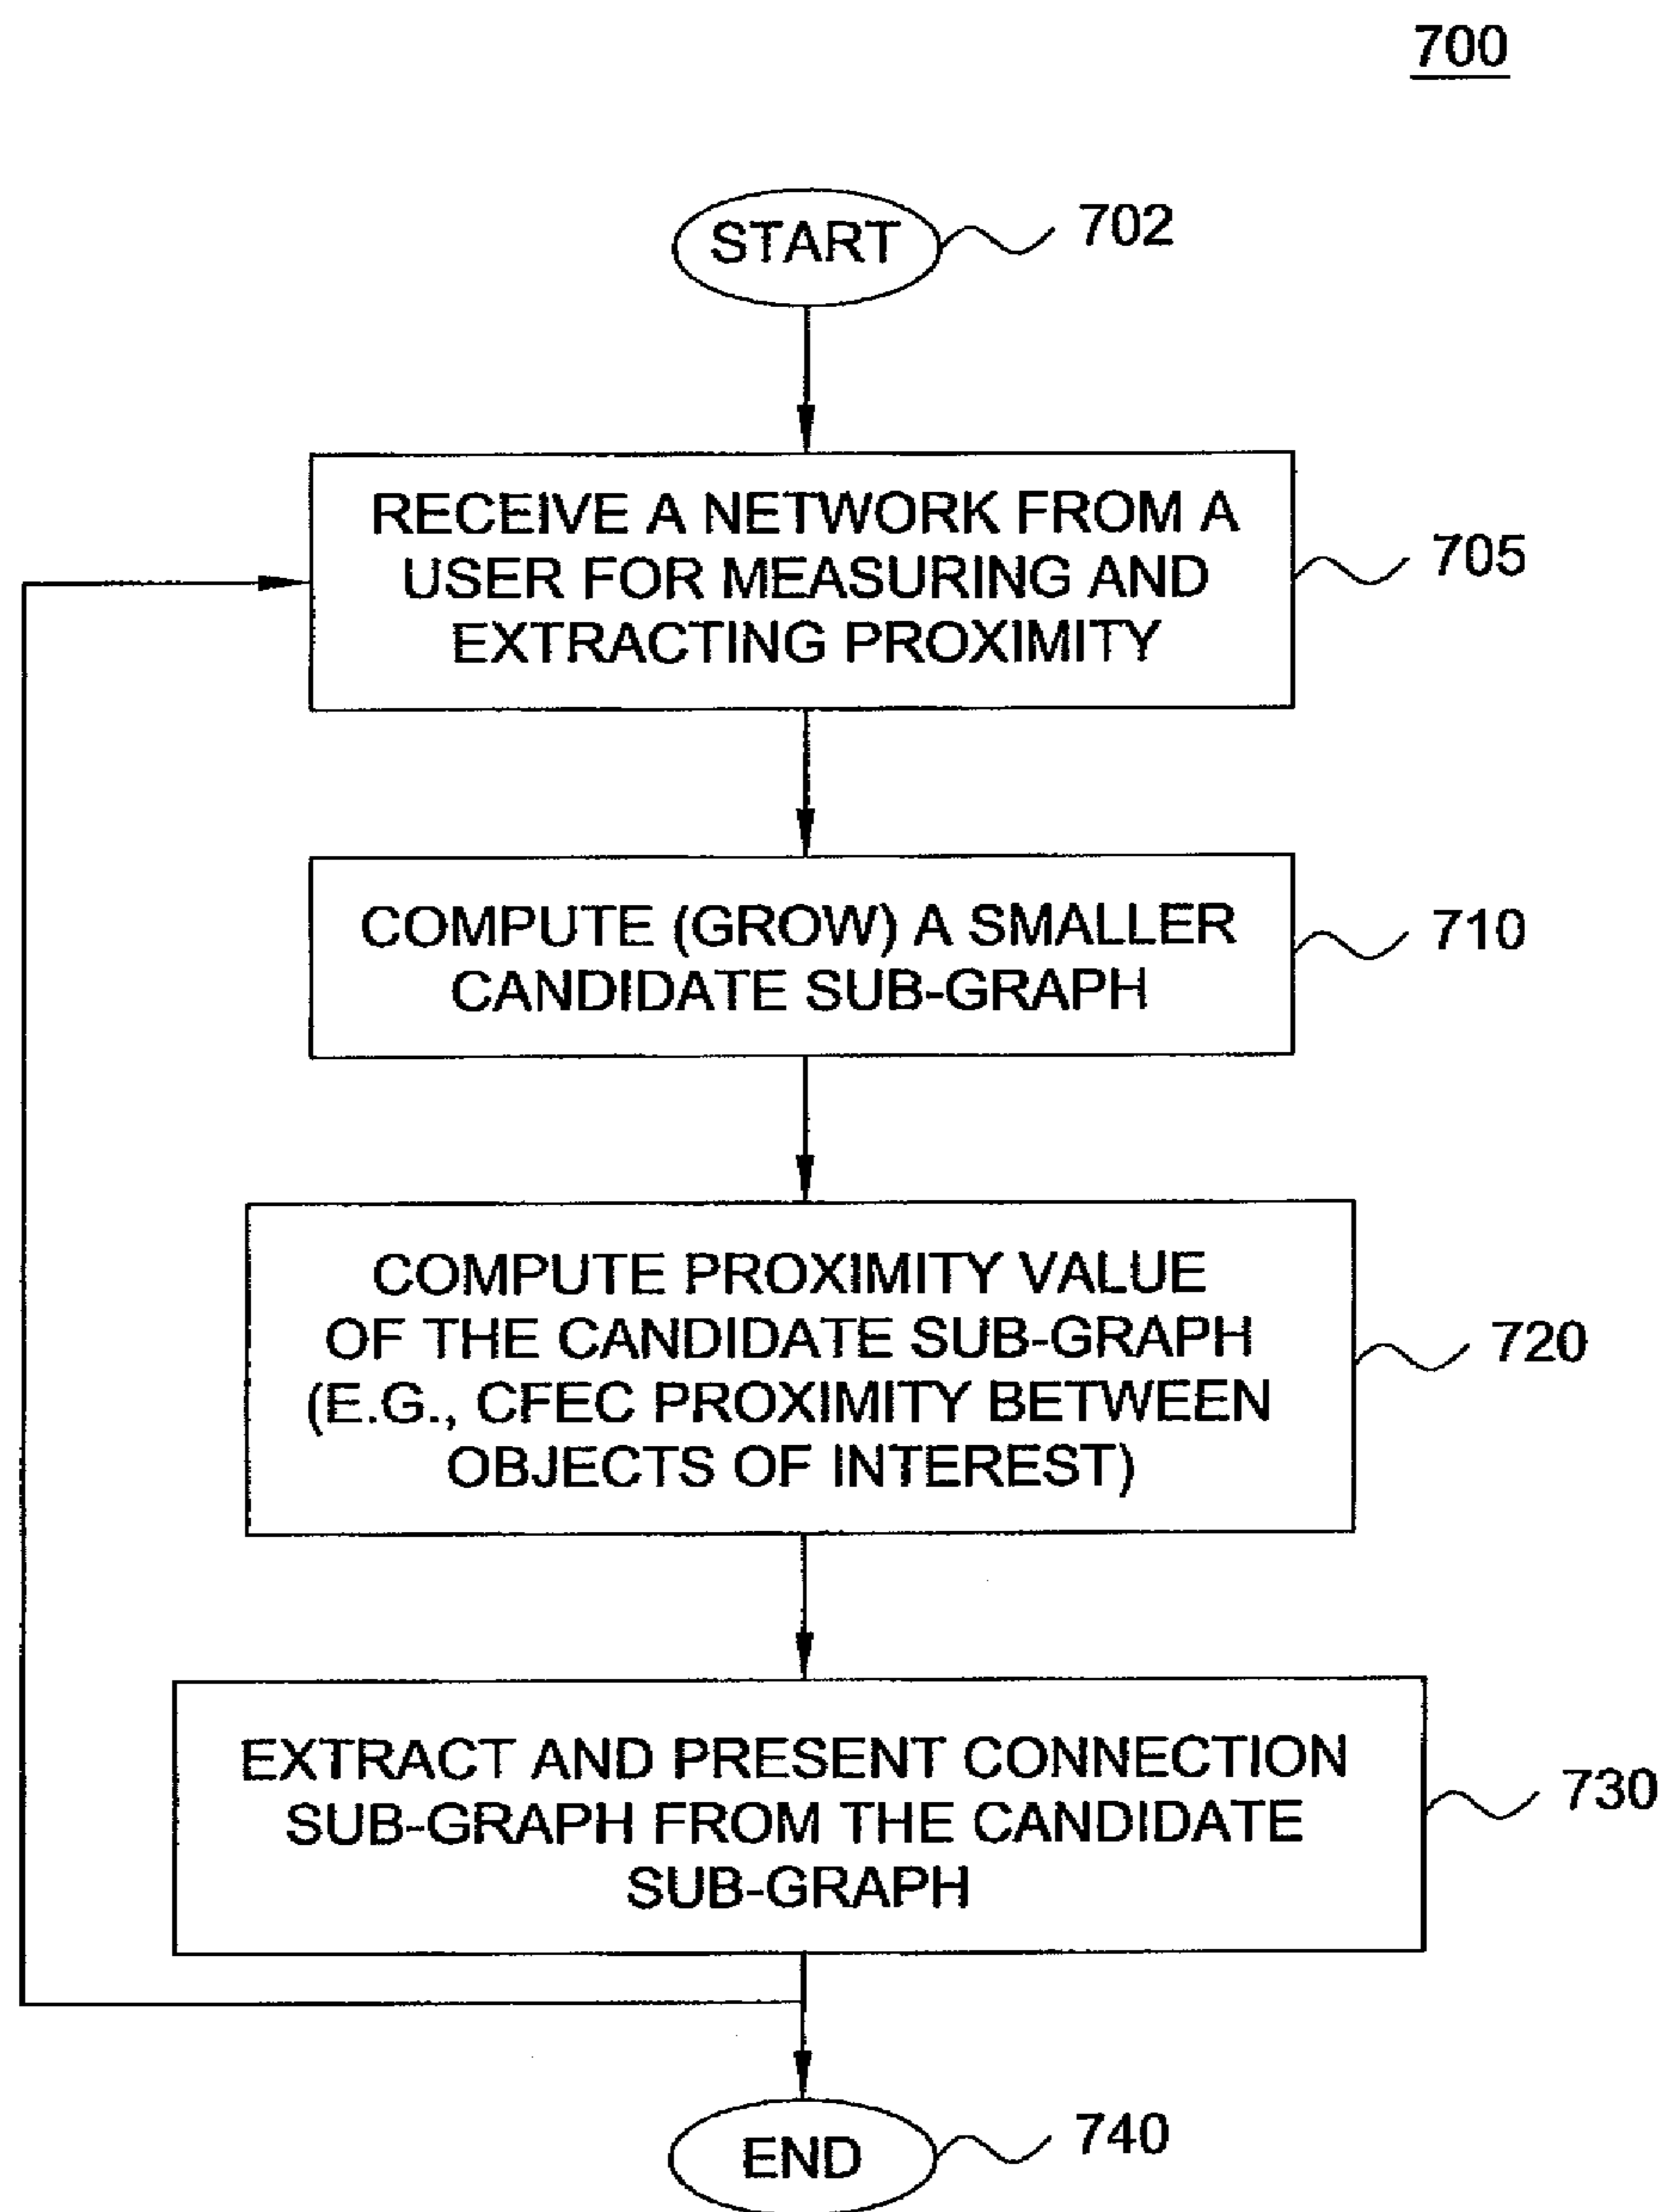 700
START
702
RECEIVE A NETWORK FROM A
USER FOR MEASURING AND
EXTRACTING PROXIMITY
705
COMPUTE (GROW) A SMALLER
CANDIDATE SUB-GRAPH
710
COMPUTE PROXIMITY VALUE
OF THE CANDIDATE SUB-GRAPH
(E.G., CFEC PROXIMITY BETWEEN
OBJECTS OF INTEREST)
720
EXTRACT AND PRESENT CONNECTION
SUB-GRAPH FROM THE CANDIDATE
SUB-GRAPH
730
END
740